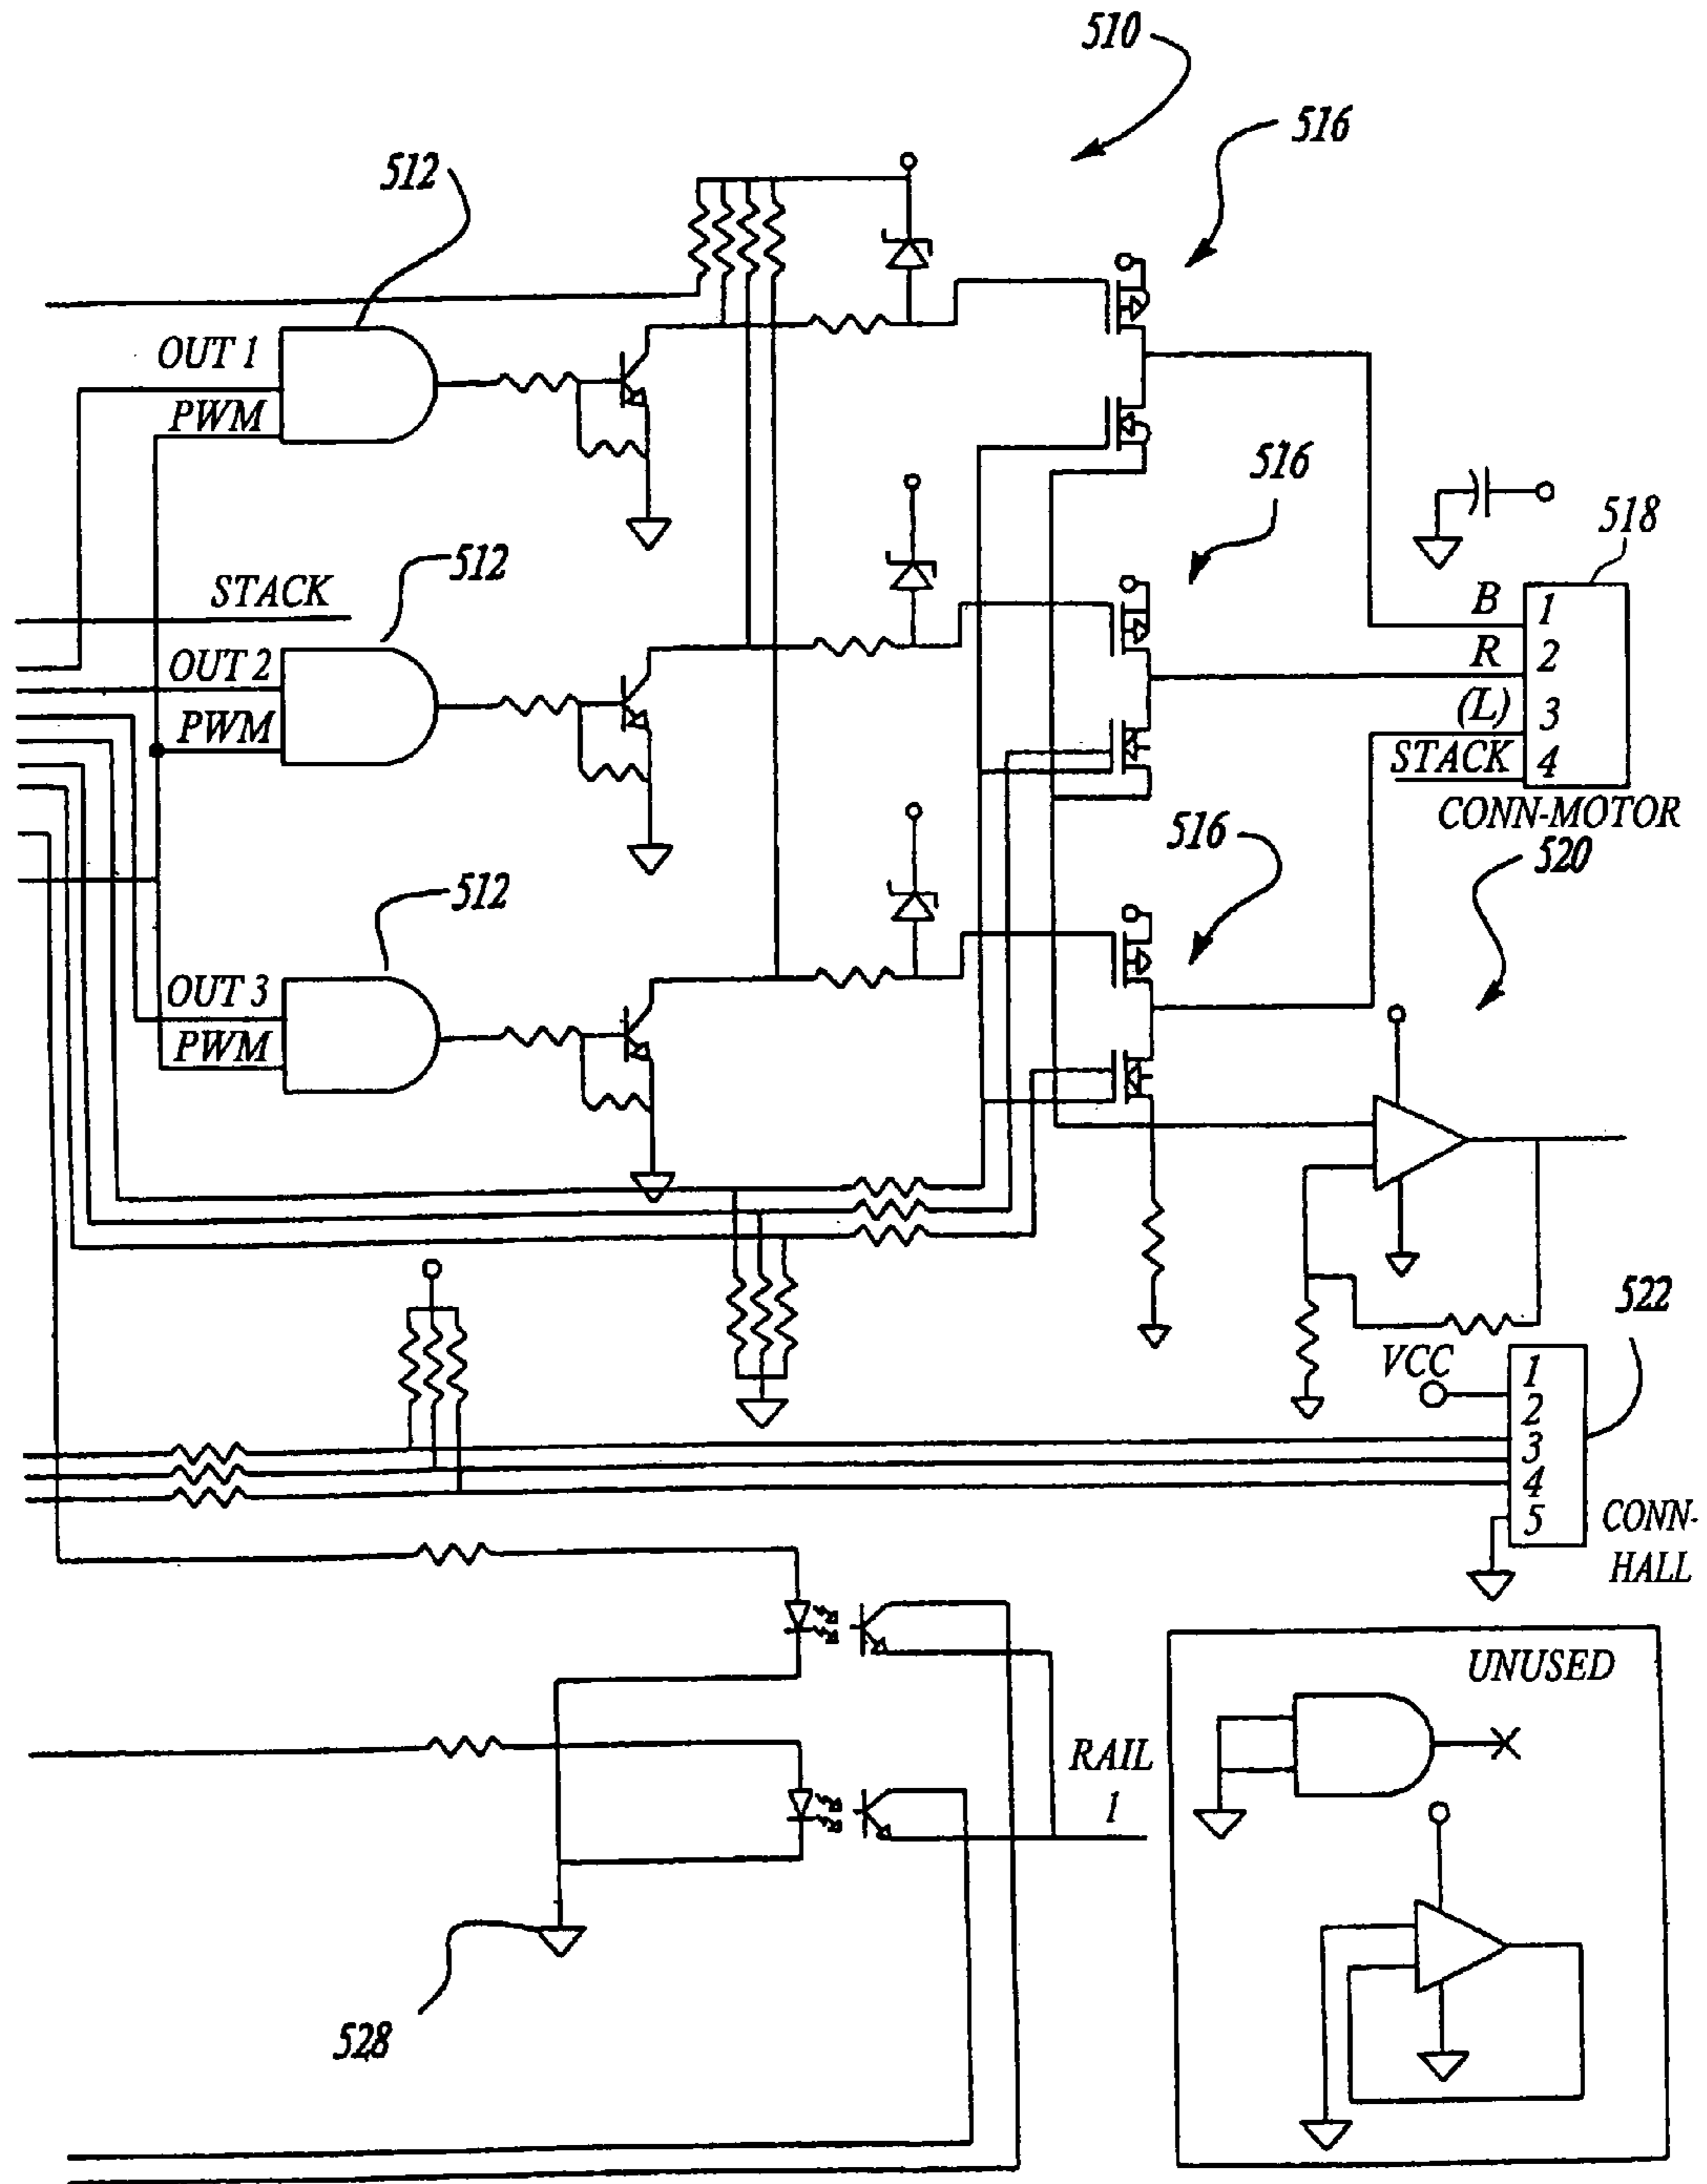 510
516
512
OUT 1
PWM
516
518
512
STACK
B
1
OUT 2
R
2
PWM
(L)
3
STACK
4
CONN-MOTOR
516
520
512
OUT 3
PWM
522
VCC
1
2
3
4
5
CONN-
HALL
UNUSED
RAIL
1
528